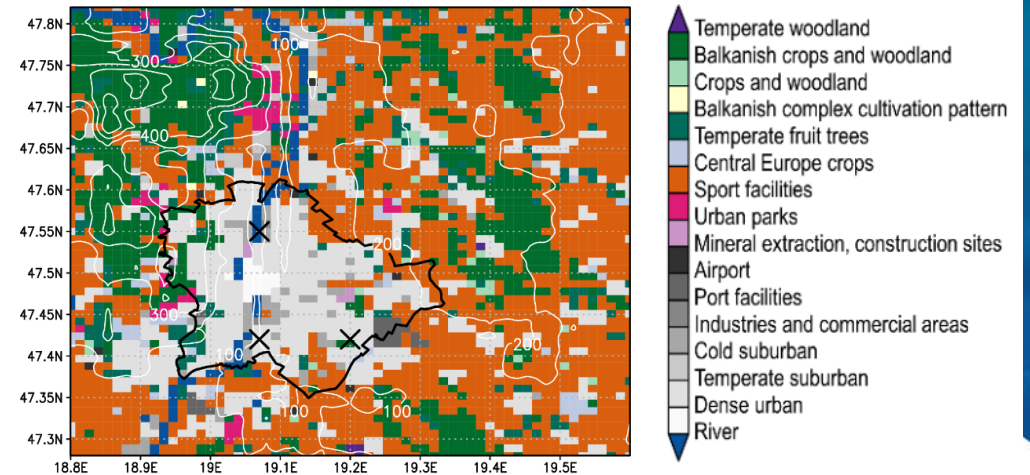 47.8N
47.75N
47.7N
47.65N
47.6N
47.55N
47.5N
47.45N
47.4N
47.35N
47.3N
18.8E 18.9E 19E 19.1E 19.2E 19.3E 19.4E 19.5E
100
300
400
200
300
100
200
100
100
Temperate woodland
Balkanish crops and woodland
Crops and woodland
Balkanish complex cultivation pattern
Temperate fruit trees
Central Europe crops
Sport facilities
Urban parks
Mineral extraction, construction sites
Airport
Port facilities
Industries and commercial areas
Cold suburban
Temperate suburban
Dense urban
River